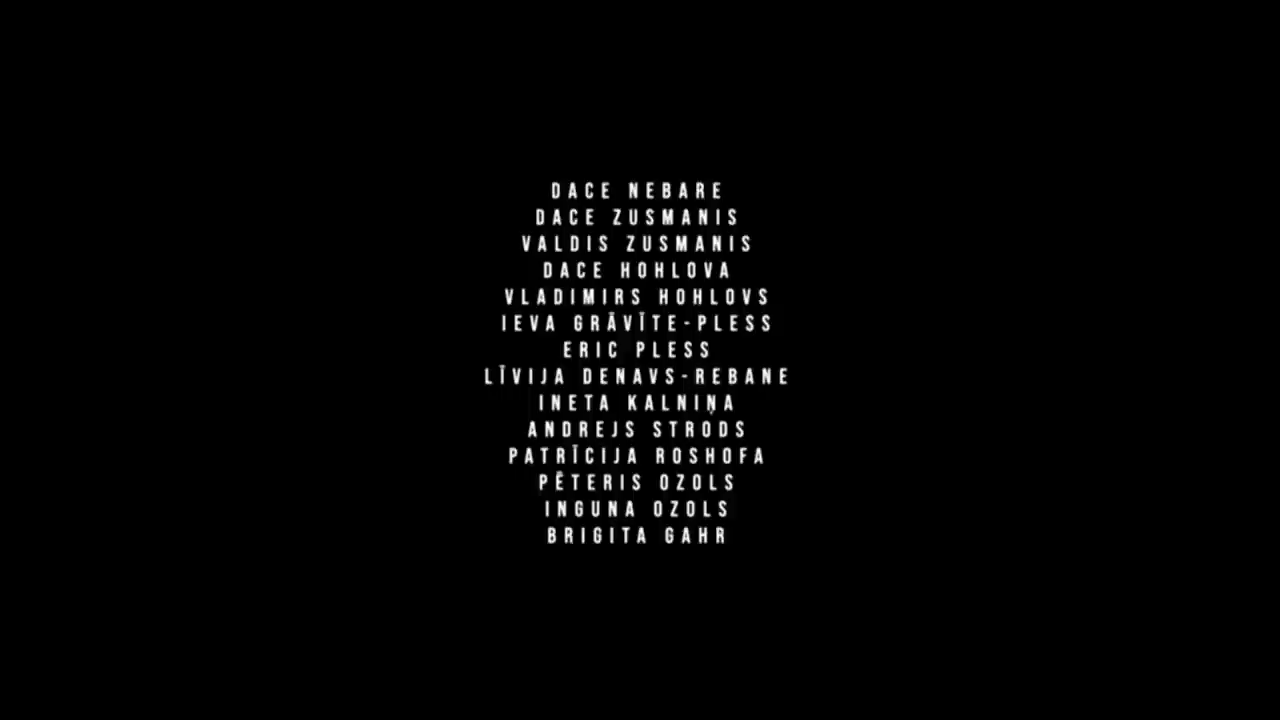 DACE NEBARE
DACE ZUSMANIS
VALDIS ZUSMANIS
DACE HOHLOVA
VLADIMIRS HOHLOVS
IEVA GRĀVĪTE-PLESS
ERIC PLESS
LĪVIJA DENAVS-REBANE
INETA KALNIŅA
ANDREJS STRODS
PATRĪCIJA ROSHOFA
PĒTERIS OZOLS
INGUNA OZOLS
BRIGITA GAHR